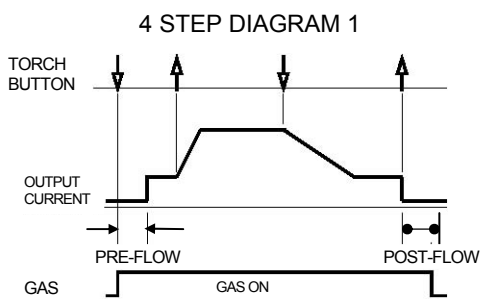 4 STEP DIAGRAM 1
TORCH
BUTTON
OUTPUT
CURRENT
PRE-FLOW
POST-FLOW
GAS
GAS ON